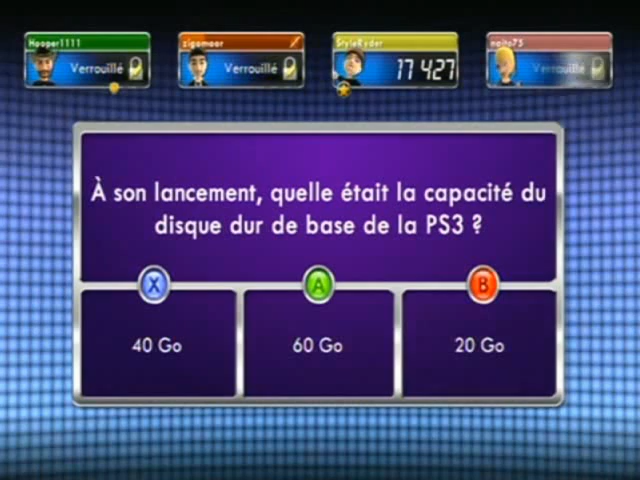 Hooper1111
zigomaar
StyleRyder
naito75
Verrouillé
Verrouillé
17 427
Verrouillé
À son lancement, quelle était la capacité du
disque dur de base de la PS3 ?
X
A
B
40 Go
60 Go
20 Go